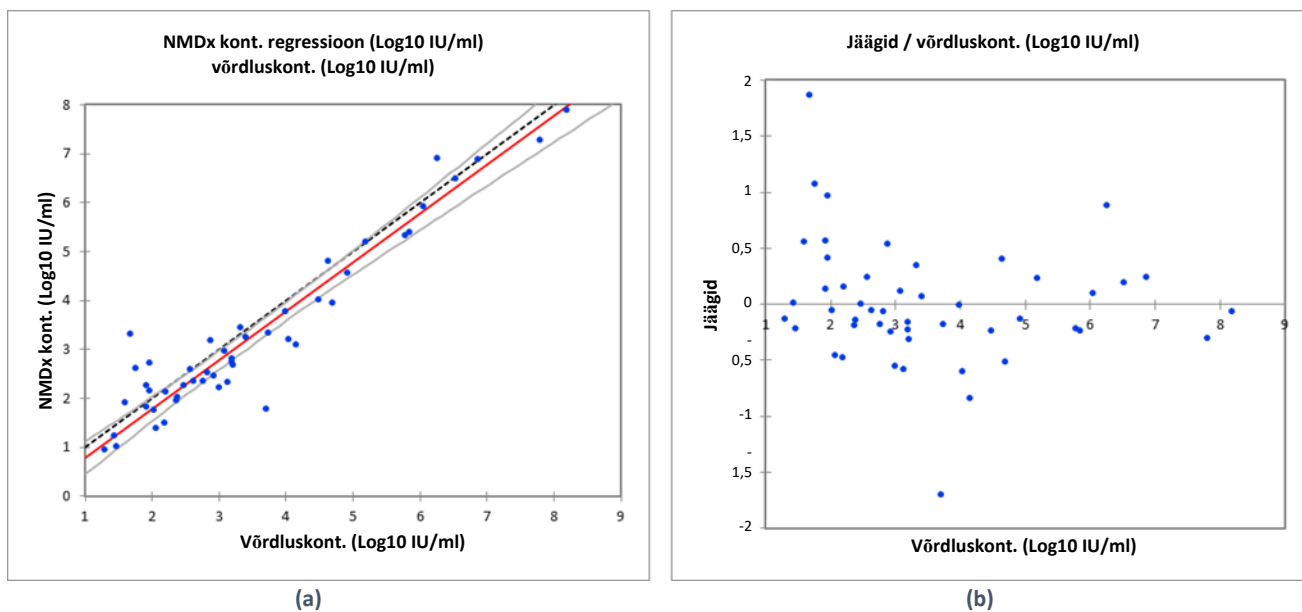 NMDx kont. regressioon (Log10 IU/ml)
võrdluskont. (Log10 IU/ml)
NMDx kont. (Log10 IU/ml)
8
7
6
5
4
3
2
1
0
1 2 3 4 5 6 7 8 9
Võrdluskont. (Log10 IU/ml)
(a)
Jäägid / võrdluskont. (Log10 IU/ml)
Jäägid
2
1,5
1
0,5
0
1 2 3 4 5 6 7 8 9
-
0,5
-1
-
1,5
-2
Võrdluskont. (Log10 IU/ml)
(b)